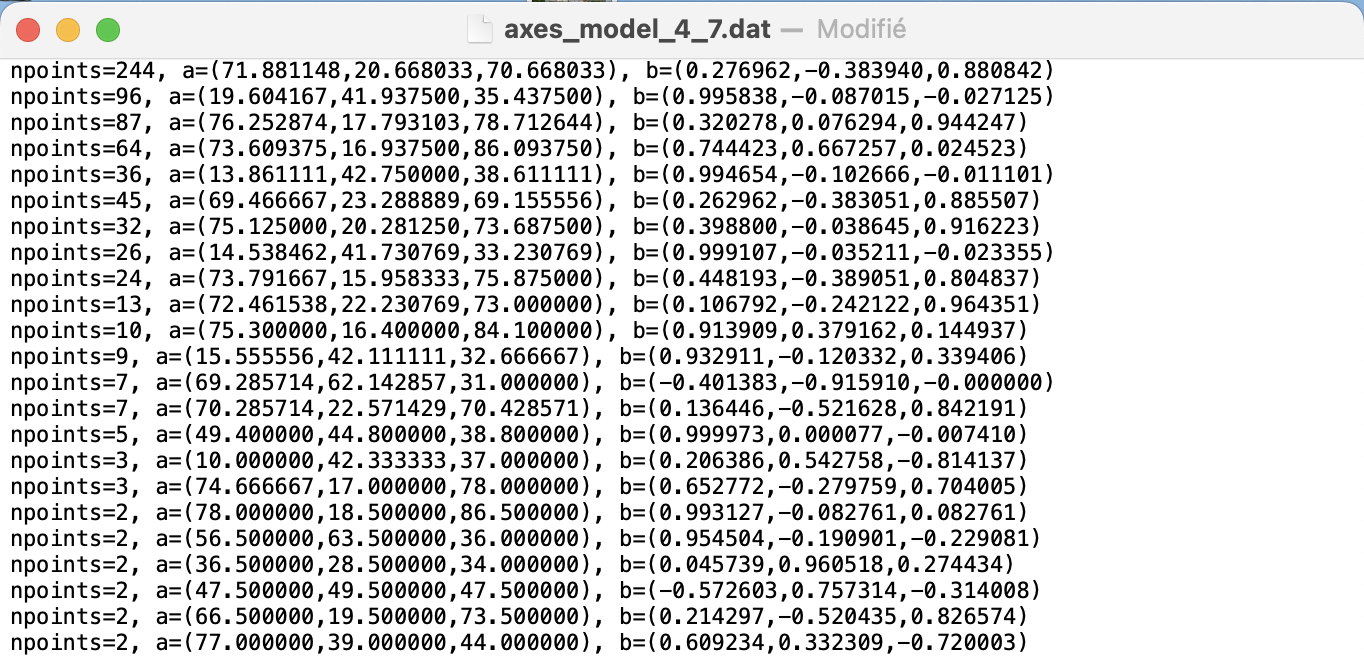 axes_model_4_7.dat — Modifié
npoints=244, a=(71.881148,20.668033,70.668033), b=(0.276962,-0.383940,0.880842)
npoints=96, a=(19.604167,41.937500,35.437500), b=(0.995838,-0.087015,-0.027125)
npoints=87, a=(76.252874,17.793103,78.712644), b=(0.320278,0.076294,0.944247)
npoints=64, a=(73.609375,16.937500,86.093750), b=(0.744423,0.667257,0.024523)
npoints=36, a=(13.861111,42.750000,38.611111), b=(0.994654,-0.102666,-0.011101)
npoints=45, a=(69.466667,23.288889,69.155556), b=(0.262962,-0.383051,0.885507)
npoints=32, a=(75.125000,20.281250,73.687500), b=(0.398800,-0.038645,0.916223)
npoints=26, a=(14.538462,41.730769,33.230769), b=(0.999107,-0.035211,-0.023355)
npoints=24, a=(73.791667,15.958333,75.875000), b=(0.448193,-0.389051,0.804837)
npoints=13, a=(72.461538,22.230769,73.000000), b=(0.106792,-0.242122,0.964351)
npoints=10, a=(75.300000,16.400000,84.100000), b=(0.913909,0.379162,0.144937)
npoints=9, a=(15.555556,42.111111,32.666667), b=(0.932911,-0.120332,0.339406)
npoints=7, a=(69.285714,62.142857,31.000000), b=(-0.401383,-0.915910,-0.000000)
npoints=7, a=(70.285714,22.571429,70.428571), b=(0.136446,-0.521628,0.842191)
npoints=5, a=(49.400000,44.800000,38.800000), b=(0.999973,0.000077,-0.007410)
npoints=3, a=(10.000000,42.333333,37.000000), b=(0.206386,0.542758,-0.814137)
npoints=3, a=(74.666667,17.000000,78.000000), b=(0.652772,-0.279759,0.704005)
npoints=2, a=(78.000000,18.500000,86.500000), b=(0.993127,-0.082761,0.082761)
npoints=2, a=(56.500000,63.500000,36.000000), b=(0.954504,-0.190901,-0.229081)
npoints=2, a=(36.500000,28.500000,34.000000), b=(0.045739,0.960518,0.274434)
npoints=2, a=(47.500000,49.500000,47.500000), b=(-0.572603,0.757314,-0.314008)
npoints=2, a=(66.500000,19.500000,73.500000), b=(0.214297,-0.520435,0.826574)
npoints=2, a=(77.000000,39.000000,44.000000), b=(0.609234,0.332309,-0.720003)